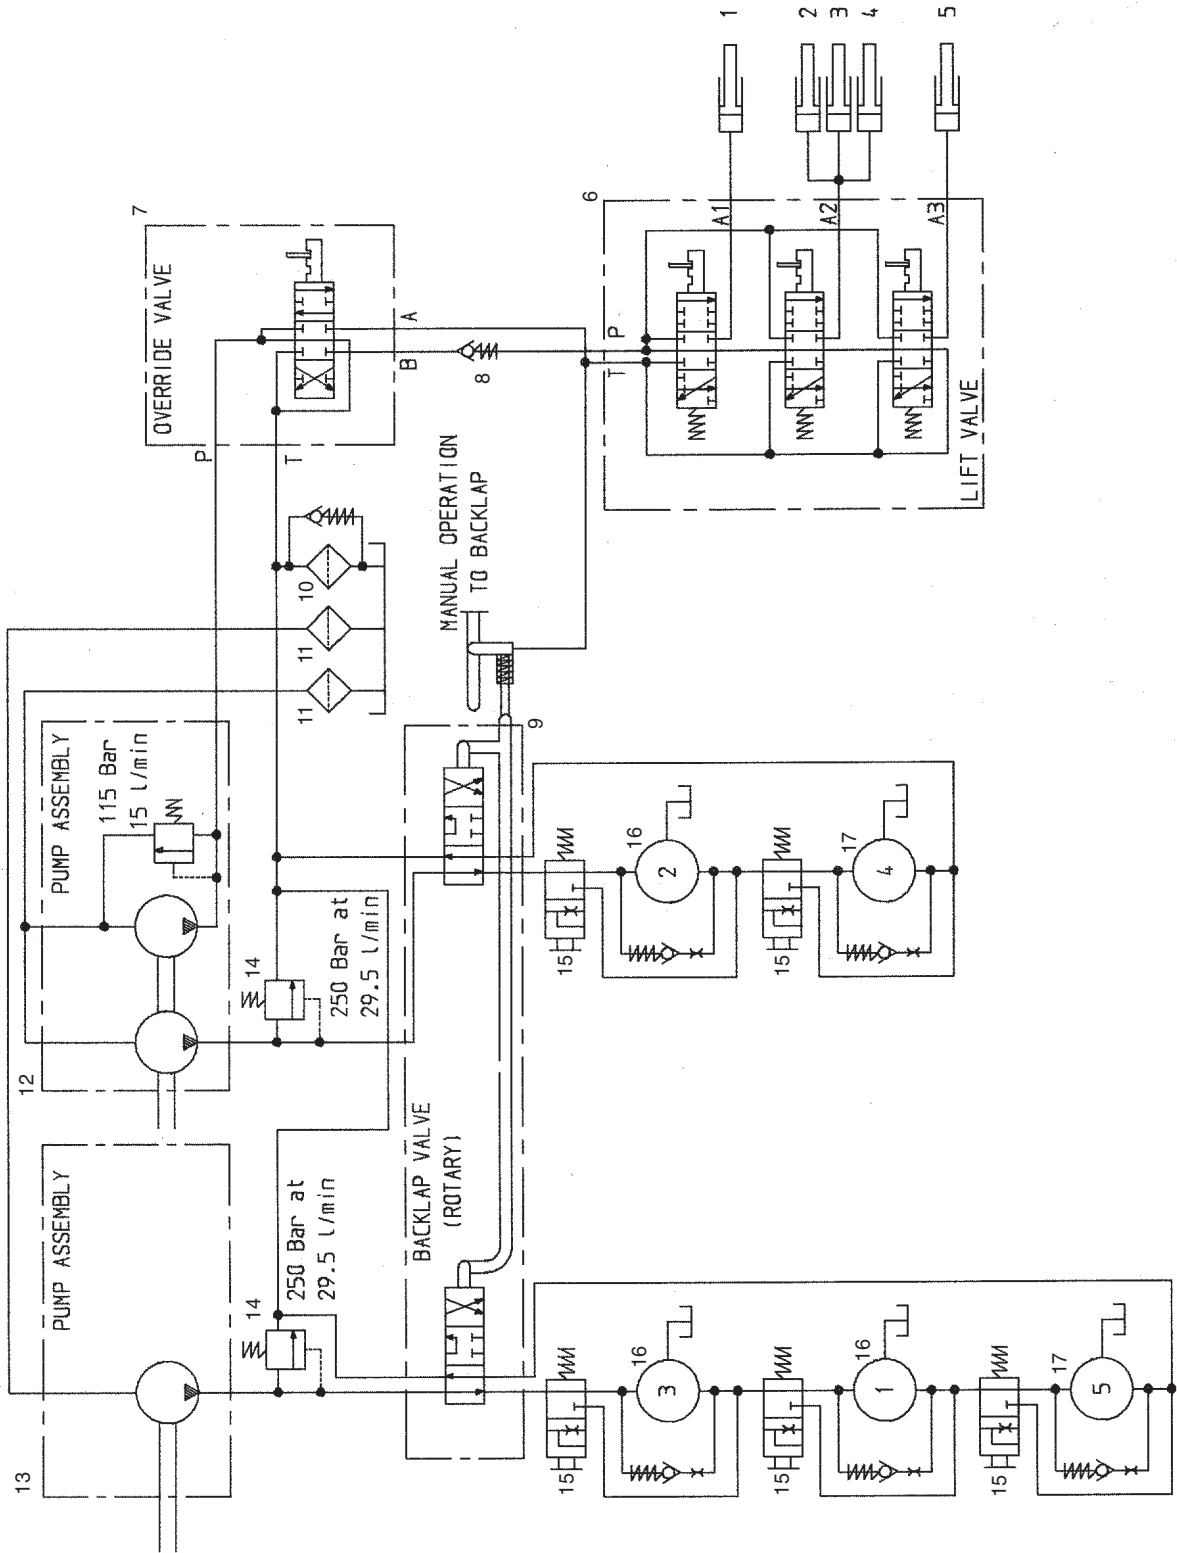 1
2
3
4
5
6
7
OVERRIDE VALVE
P
T
A
B
8
T
P
A1
A2
A3
LIFT VALVE
MANUAL OPERATION
TO BACKLAP
10
11
11
9
12
PUMP ASSEMBLY
115 Bar
15 l/min
14
250 Bar at
29.5 l/min
13
PUMP ASSEMBLY
14
250 Bar at
29.5 l/min
BACKLAP VALVE
(ROTARY)
15
16
2
15
17
4
15
16
3
15
16
1
15
17
5